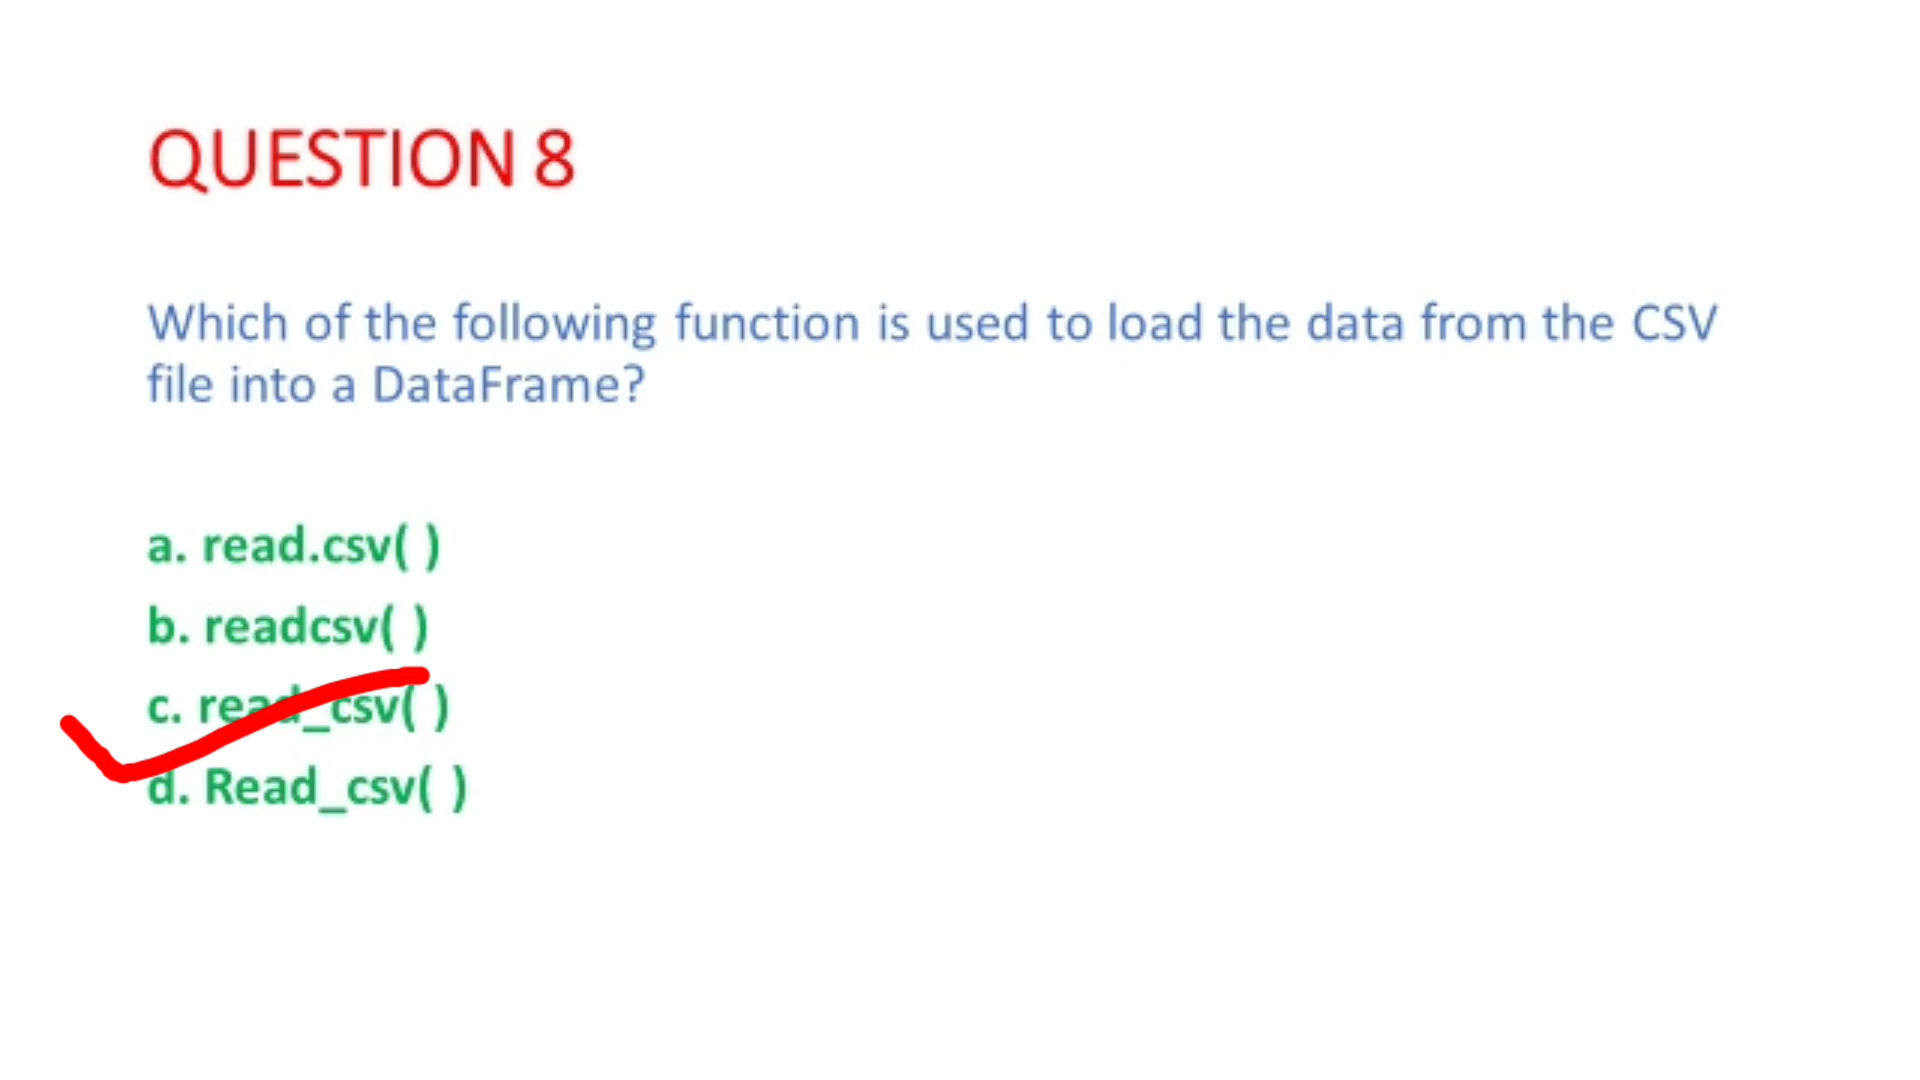 QUESTION 8
Which of the following function is used to load the data from the CSV
file into a DataFrame?
a. read.csv( )
b. readcsv( )
c. read_csv( )
d. Read_csv( )